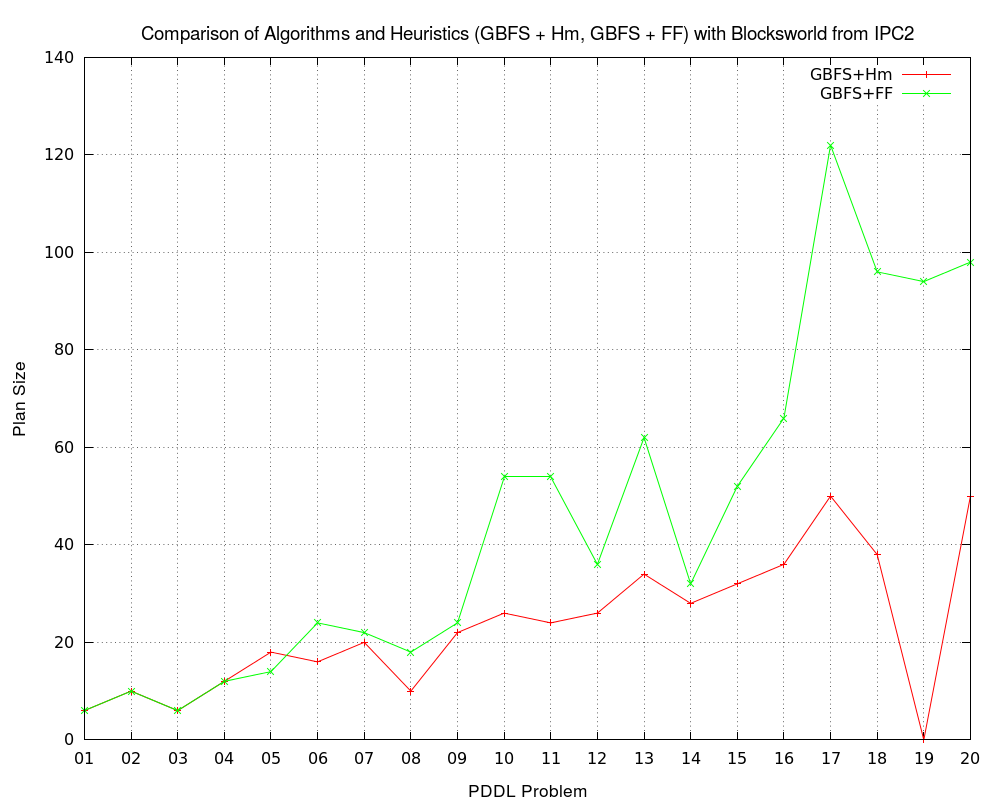 Comparison of Algorithms and Heuristics (GBFS + Hm, GBFS + FF) with Blocksworld from IPC2
140
GBFS+Hm
GBFS+FF
120
100
80
60
40
20
0
Plan Size
01 02 03 04 05 06 07 08 09 10 11 12 13 14 15 16 17 18 19 20
PDDL Problem